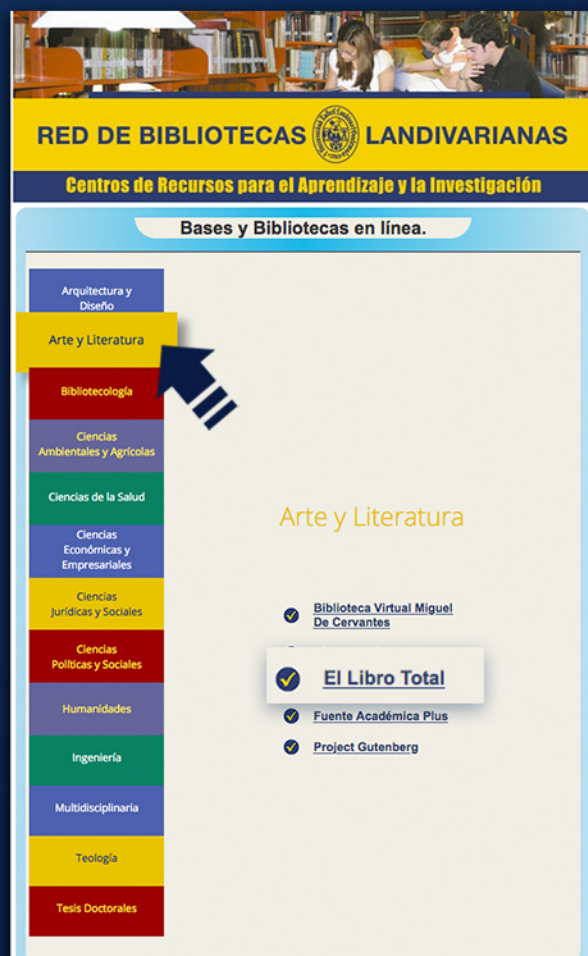 RED DE BIBLIOTECAS LANDIVARIANAS
Centros de Recursos para el Aprendizaje y la Investigación
Bases y Bibliotecas en línea.
Arquitectura y
Diseño
Arte y Literatura
Bibliotecología
Ciencias
Ambientales y Agrícolas
Ciencias de la Salud
Ciencias
Económicas y
Empresariales
Ciencias
Jurídicas y Sociales
Ciencias
Políticas y Sociales
Humanidades
Ingeniería
Multidisciplinaria
Teología
Tesis Doctorales
Arte y Literatura
Biblioteca Virtual Miguel
De Cervantes
El Libro Total
Fuente Académica Plus
Project Gutenberg